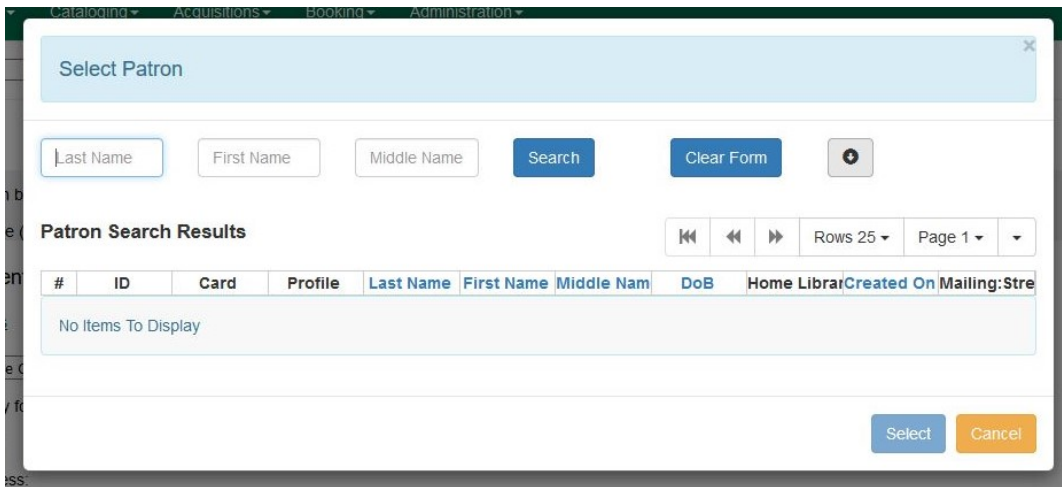 Cataloging Acquisitions Booking Administration
Select Patron
×
Last Name First Name Middle Name Search Clear Form
Patron Search Results Rows 25 Page 1
# ID Card Profile Last Name First Name Middle Nam DoB Home Librar Created On Mailing:Stre
No Items To Display
Select Cancel
ess: